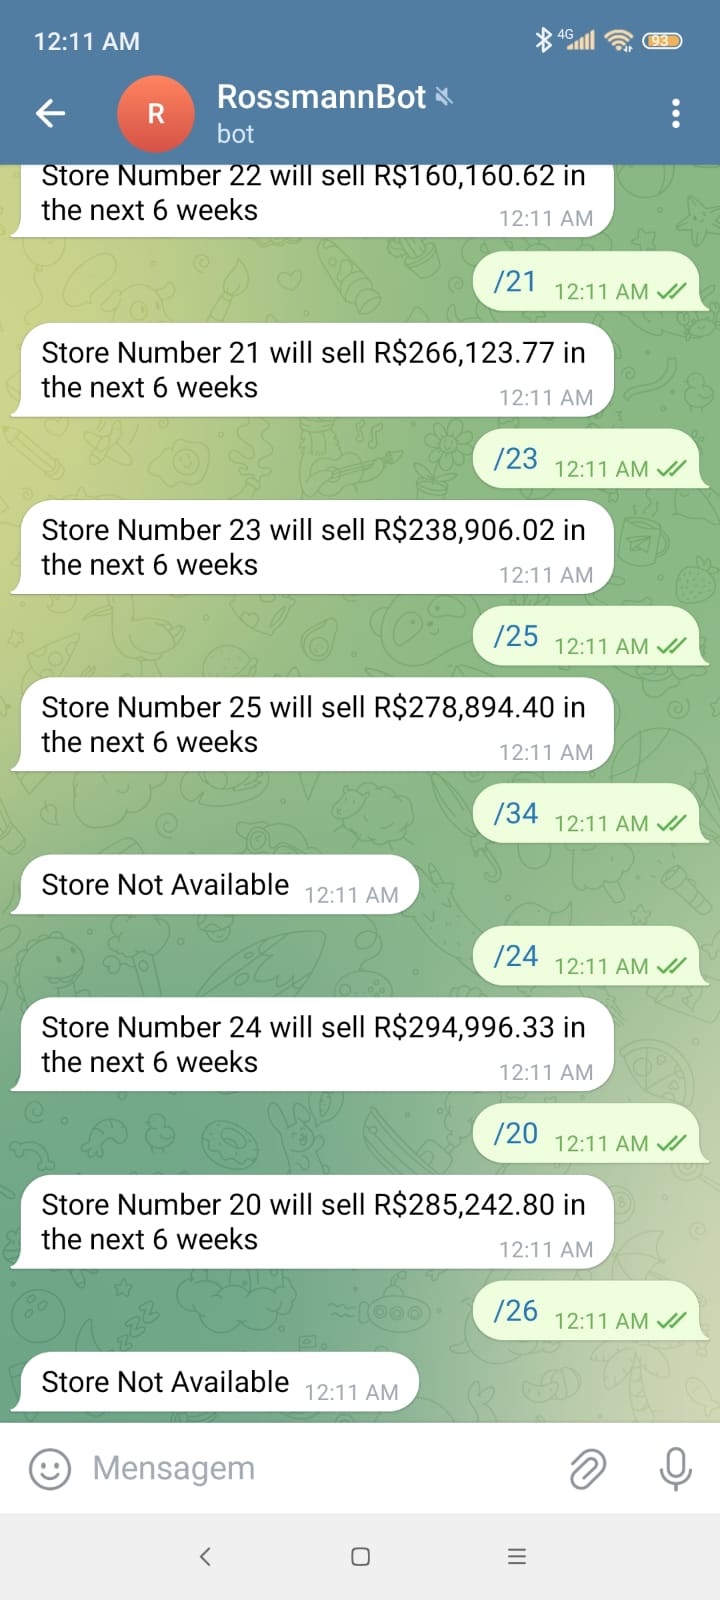 12:11 AM 4G 93
R RossmannBot
bot
Store Number 22 will sell R$160,160.62 in
the next 6 weeks 12:11 AM
/21 12:11 AM
Store Number 21 will sell R$266,123.77 in
the next 6 weeks 12:11 AM
/23 12:11 AM
Store Number 23 will sell R$238,906.02 in
the next 6 weeks 12:11 AM
/25 12:11 AM
Store Number 25 will sell R$278,894.40 in
the next 6 weeks 12:11 AM
/34 12:11 AM
Store Not Available 12:11 AM
/24 12:11 AM
Store Number 24 will sell R$294,996.33 in
the next 6 weeks 12:11 AM
/20 12:11 AM
Store Number 20 will sell R$285,242.80 in
the next 6 weeks 12:11 AM
/26 12:11 AM
Store Not Available 12:11 AM
Mensagem